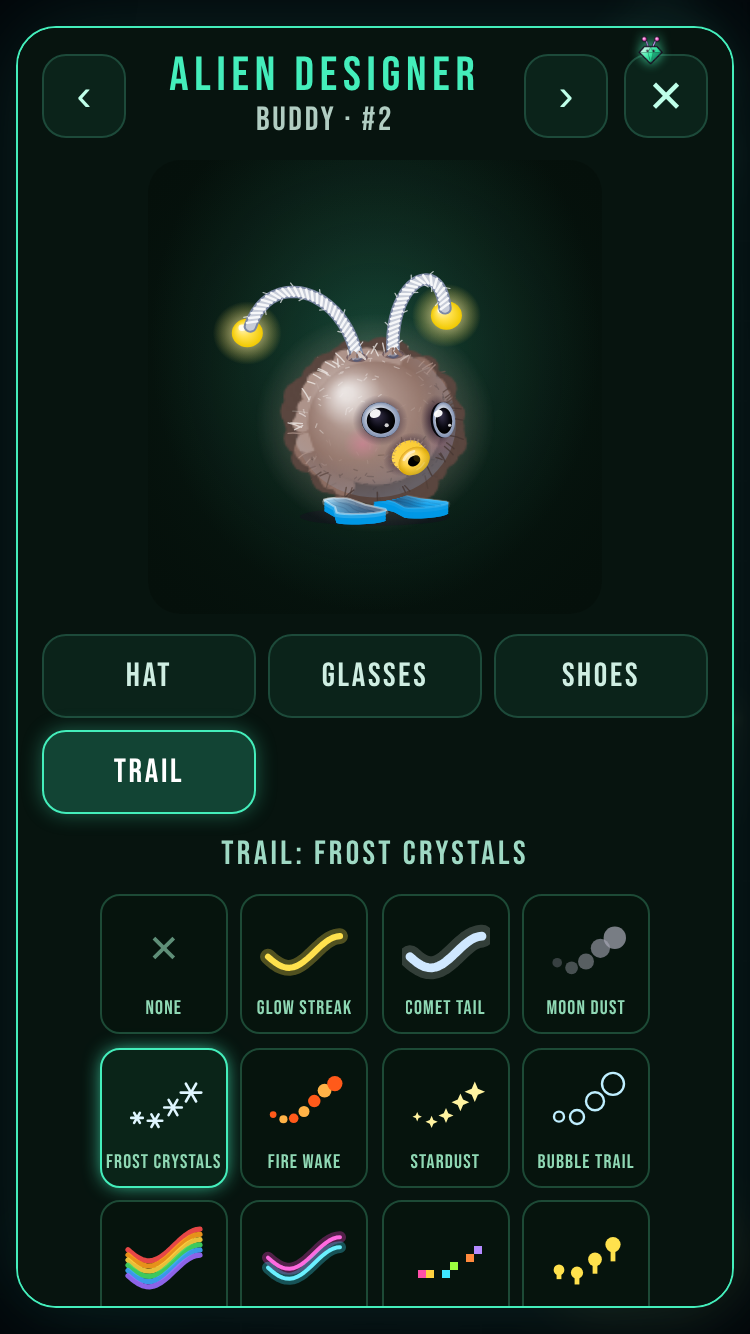 ALIEN DESIGNER
BUDDY · #2
HAT
GLASSES
SHOES
TRAIL
TRAIL: FROST CRYSTALS
NONE
GLOW STREAK
COMET TAIL
MOON DUST
FROST CRYSTALS
FIRE WAKE
STARDUST
BUBBLE TRAIL